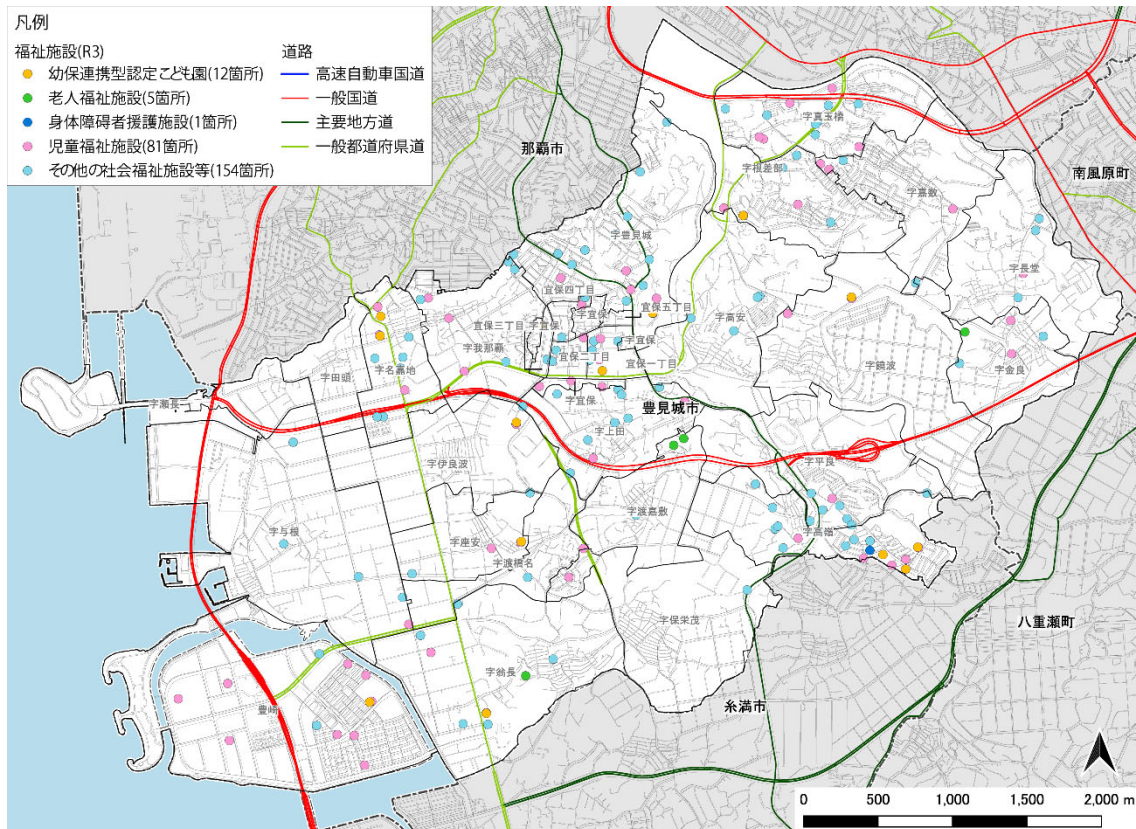 凡例
福祉施設(R3)
幼保連携型認定こども園(12箇所)
老人福祉施設(5箇所)
身体障碍者援護施設(1箇所)
児童福祉施設(81箇所)
その他の社会福祉施設等(154箇所)
道路
高速自動車国道
一般国道
主要地方道
一般都道府県道
那覇市
南風原町
字真玉橋
字根差部
字嘉数
字豊見城
字長堂
宜保四丁目
字宜保
宜保五丁目
宜保三丁目
字宜保
字高安
字宜保
字我那覇
宜保二丁目
宜保一丁目
字田頭
字名嘉地
字饒波
字金良
字瀬長
字宜保
豊見城市
字上田
字伊良波
字平良
字渡嘉敷
字高嶺
字与根
字座安
字渡橋名
字保栄茂
八重瀬町
字翁長
豊崎
糸満市
0 500 1,000 1,500 2,000 m